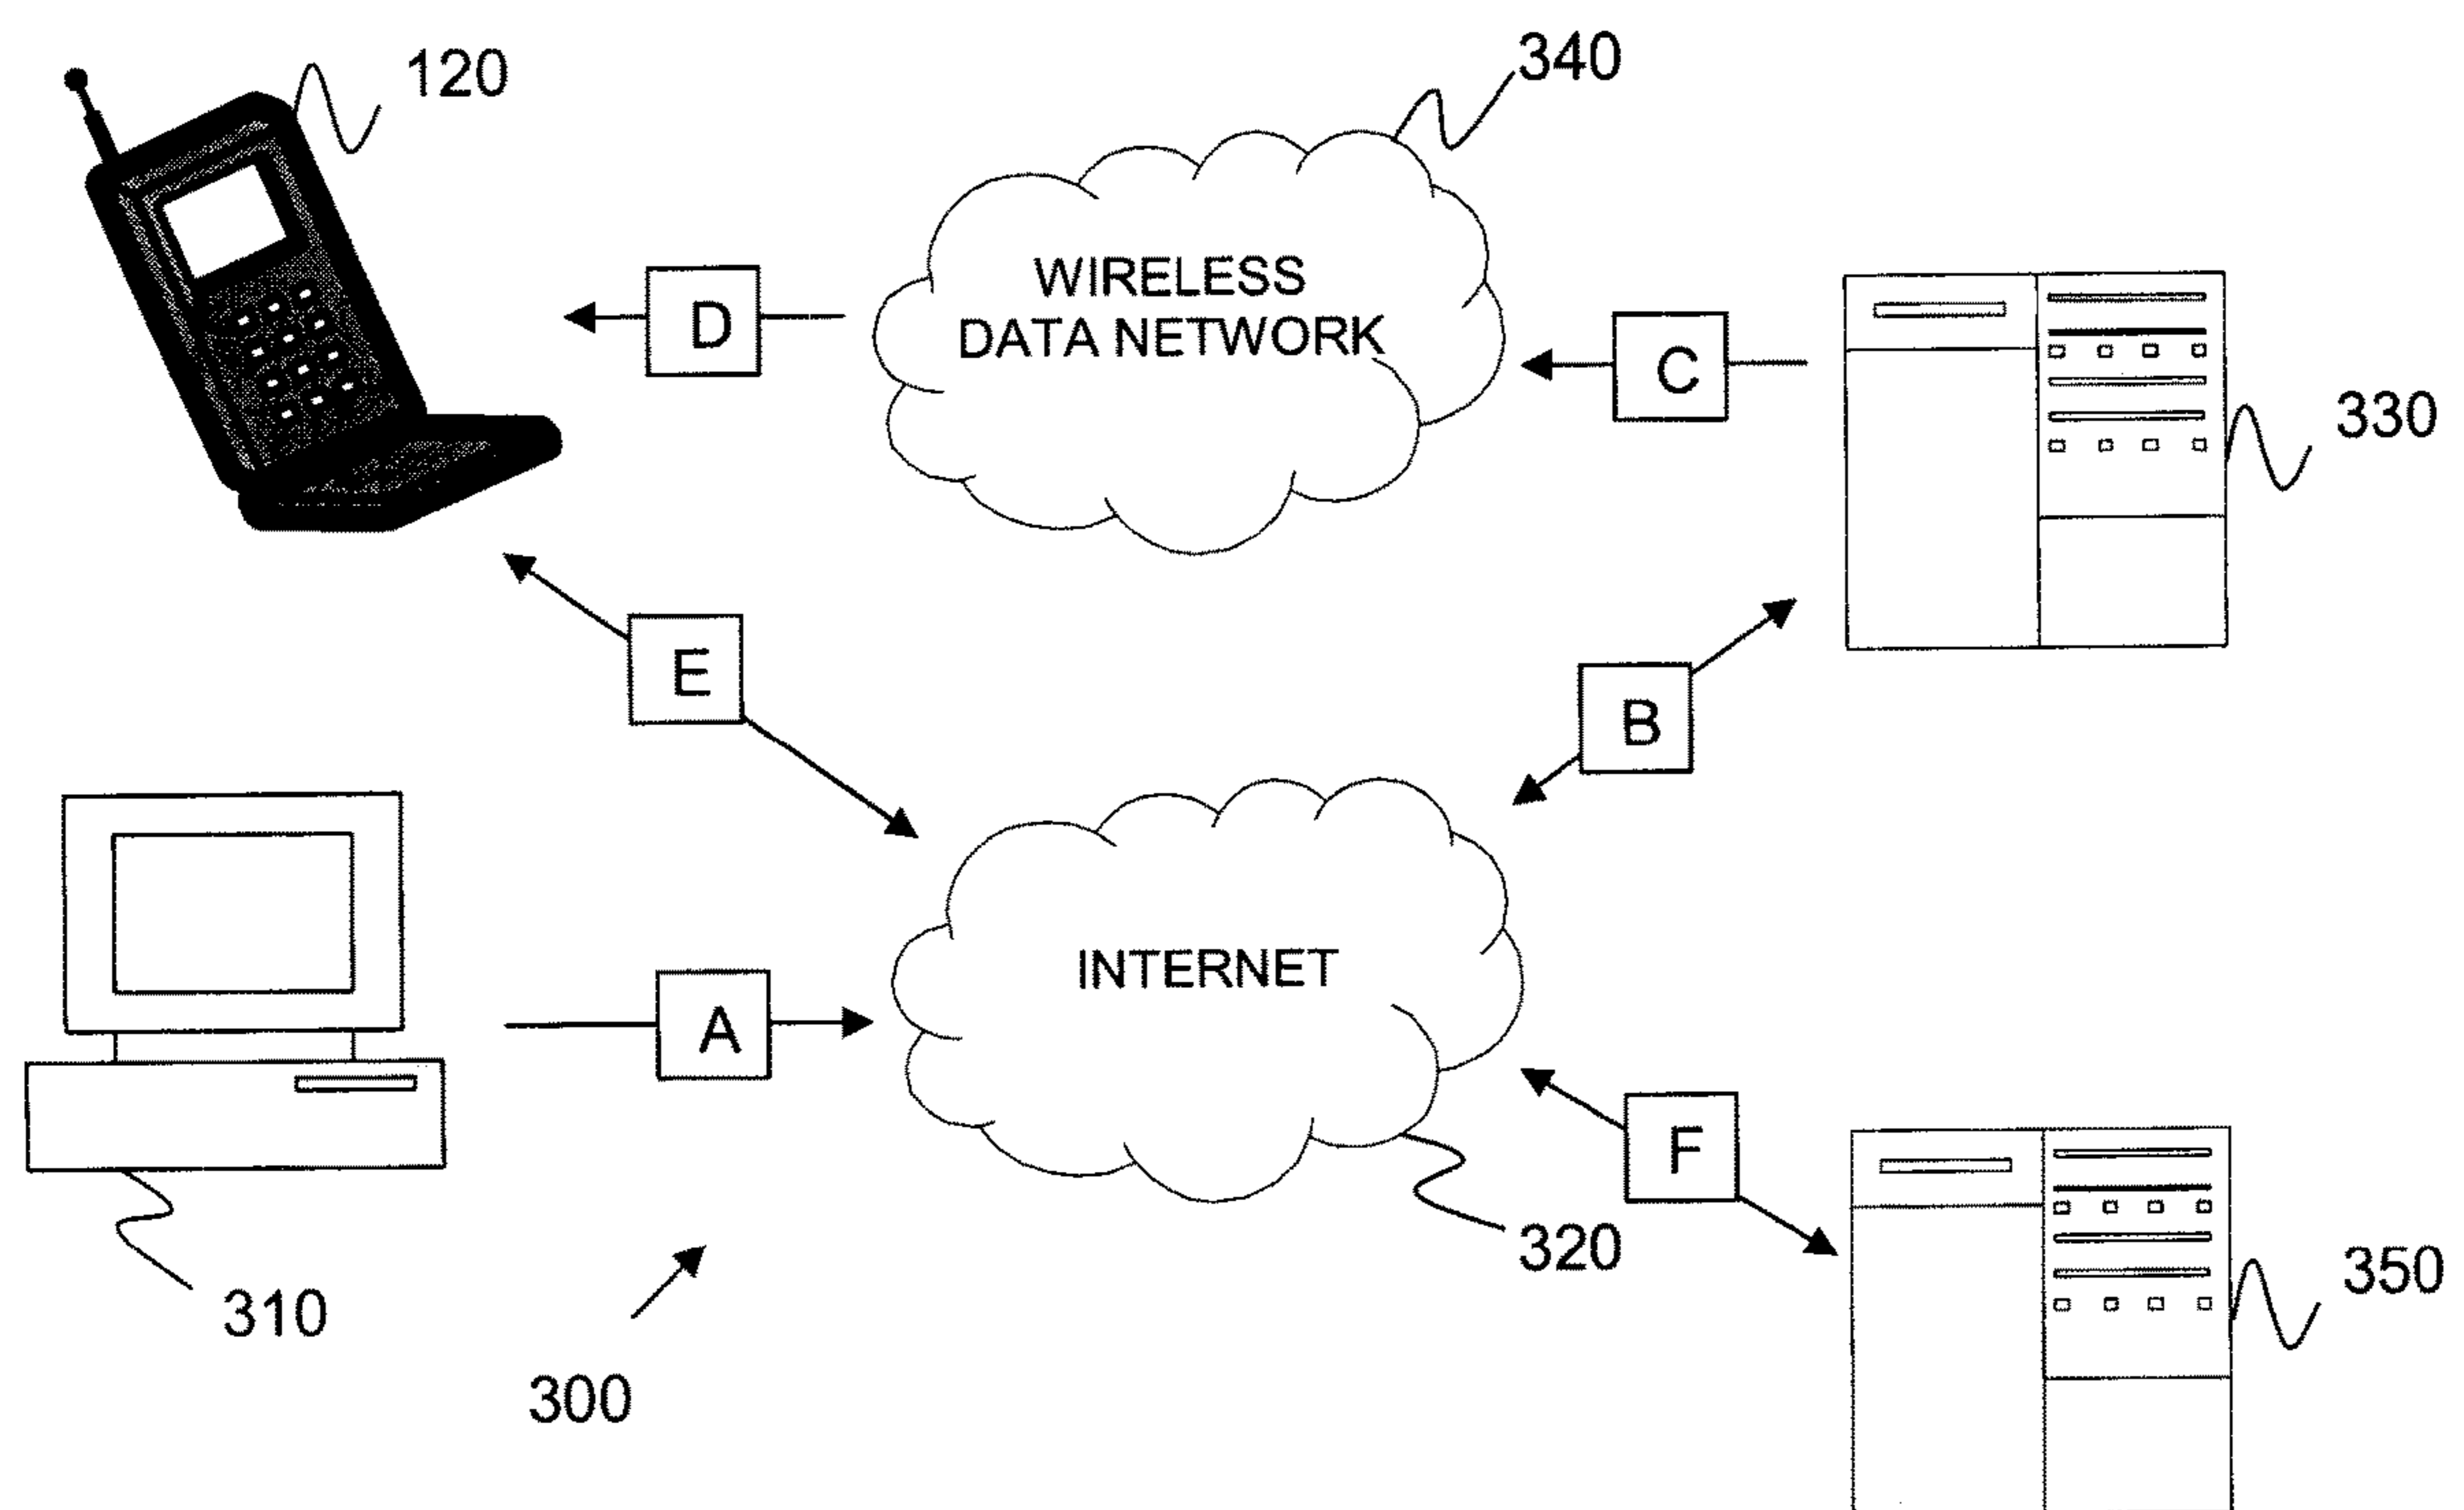 120
340
WIRELESS
DATA NETWORK
D
C
330
E
B
INTERNET
A
F
320
350
310
300